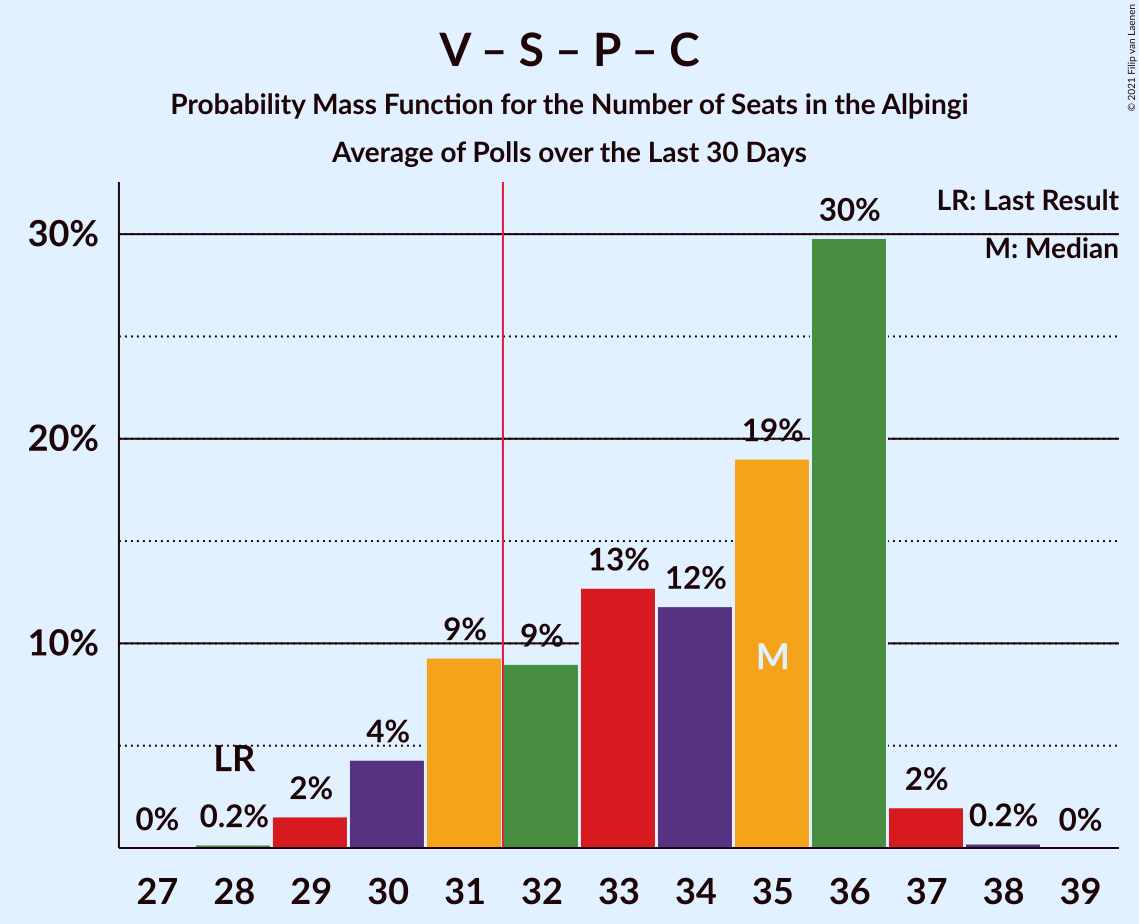 V – S – P – C
Probability Mass Function for the Number of Seats in the Alþingi
Average of Polls over the Last 30 Days
© 2021 Filip van Laenen
LR: Last Result
M: Median
30%
20%
10%
0%
0.2%
LR
2%
4%
9%
9%
13%
12%
19%
M
30%
2%
0.2%
0%
27 28 29 30 31 32 33 34 35 36 37 38 39